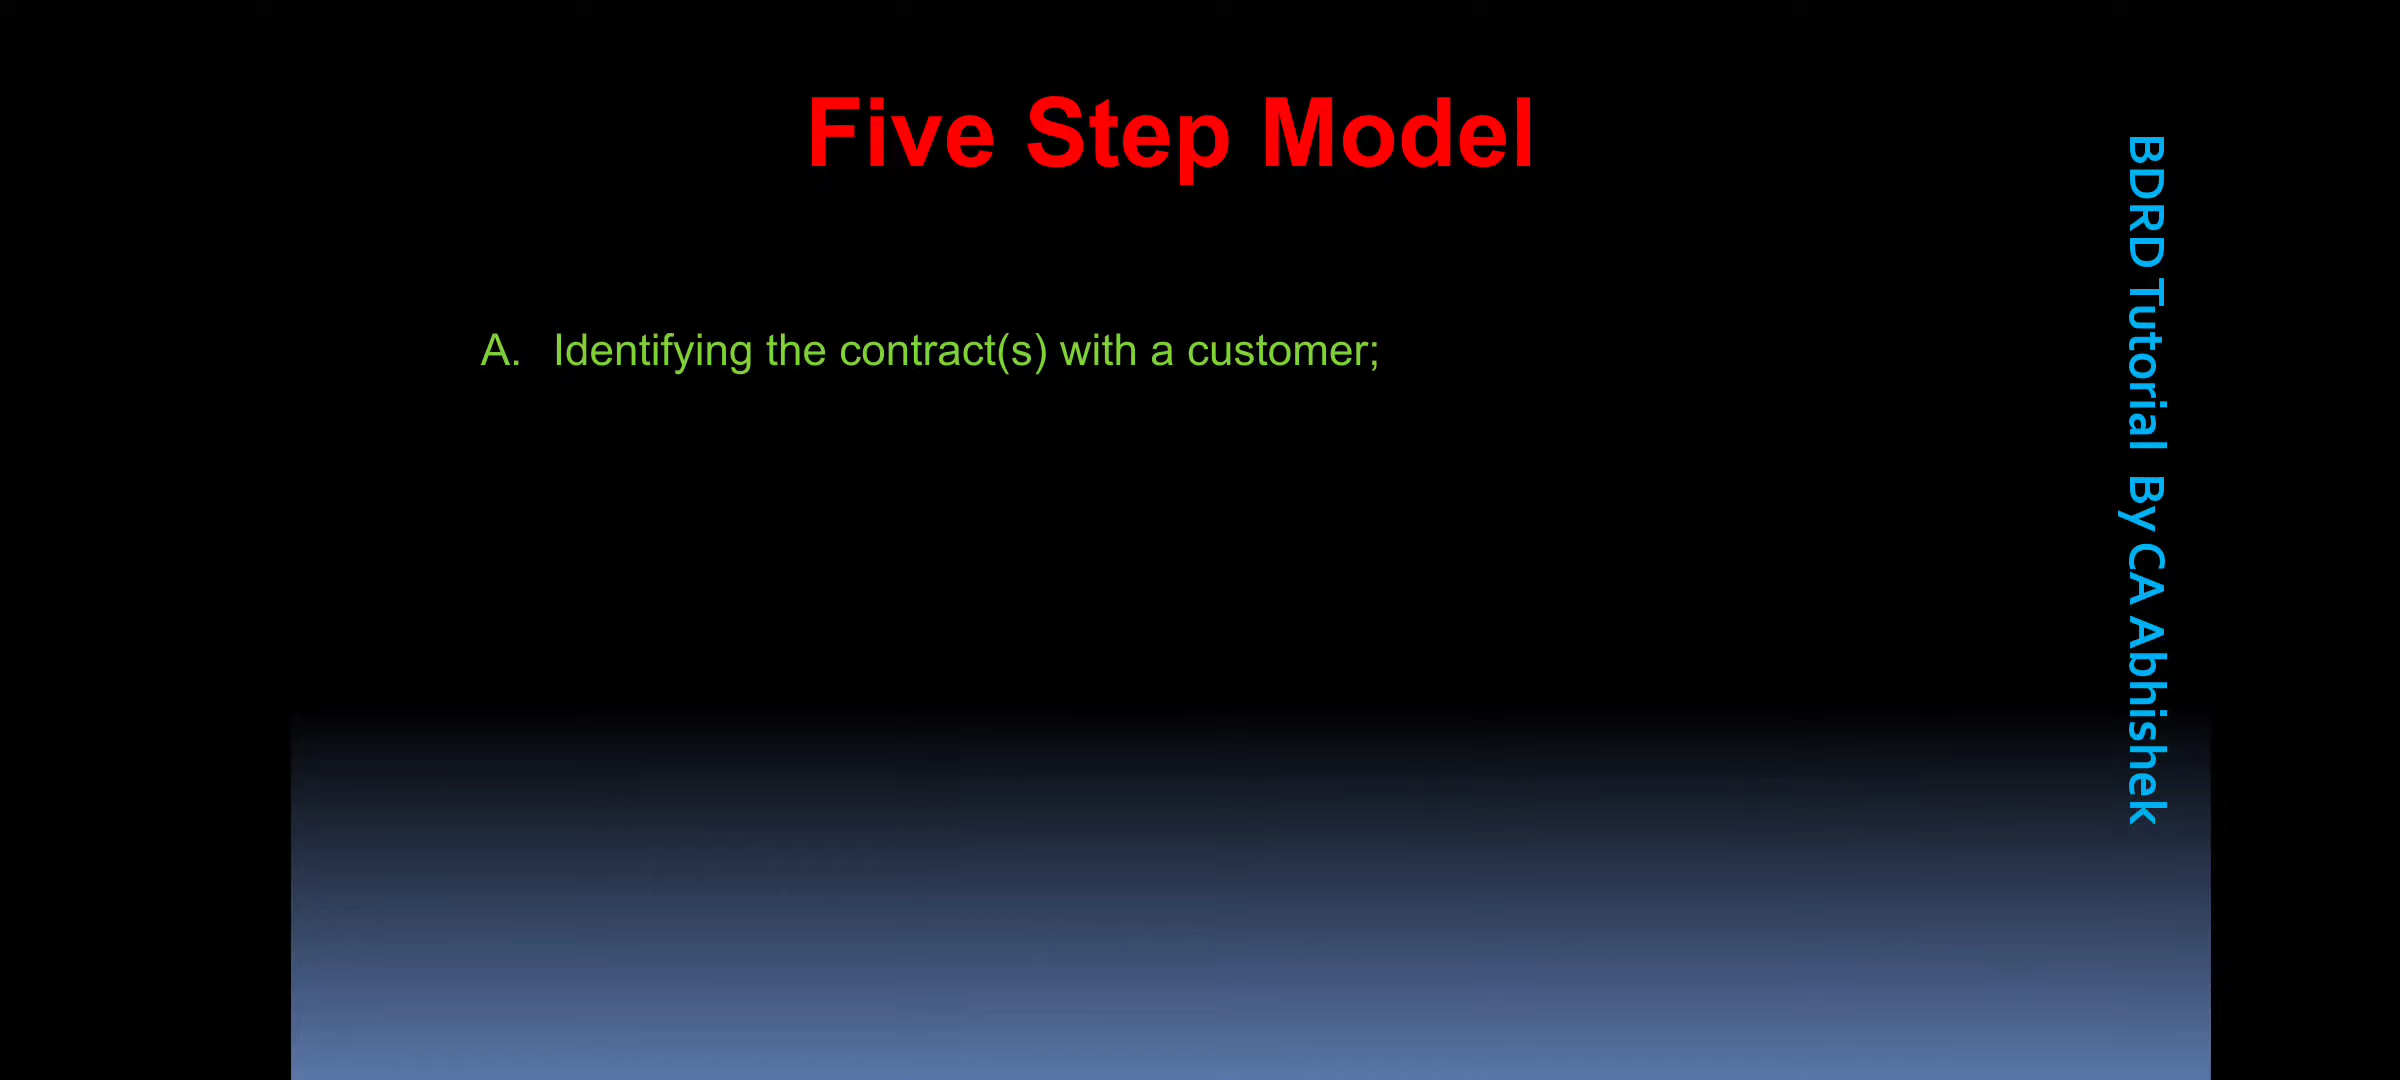 Five Step Model
A. Identifying the contract(s) with a customer;
BDRD Tutorial By CA Abhishek